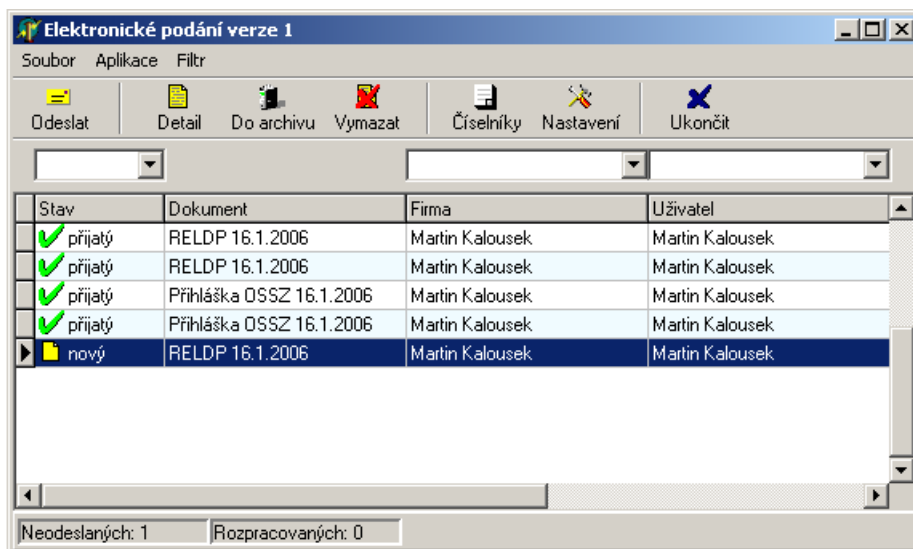 Elektronické podání verze 1
Soubor Aplikace Filtr
Odeslat Detail Do archivu Vymazat Číselníky Nastavení Ukončit
Stav Dokument Firma Uživatel
přijatý RELDP 16.1.2006 Martin Kalousek Martin Kalousek
přijatý RELDP 16.1.2006 Martin Kalousek Martin Kalousek
přijatý Přihláška OSSZ 16.1.2006 Martin Kalousek Martin Kalousek
přijatý Přihláška OSSZ 16.1.2006 Martin Kalousek Martin Kalousek
nový RELDP 16.1.2006 Martin Kalousek Martin Kalousek
Neodeslaných: 1 Rozpracovaných: 0